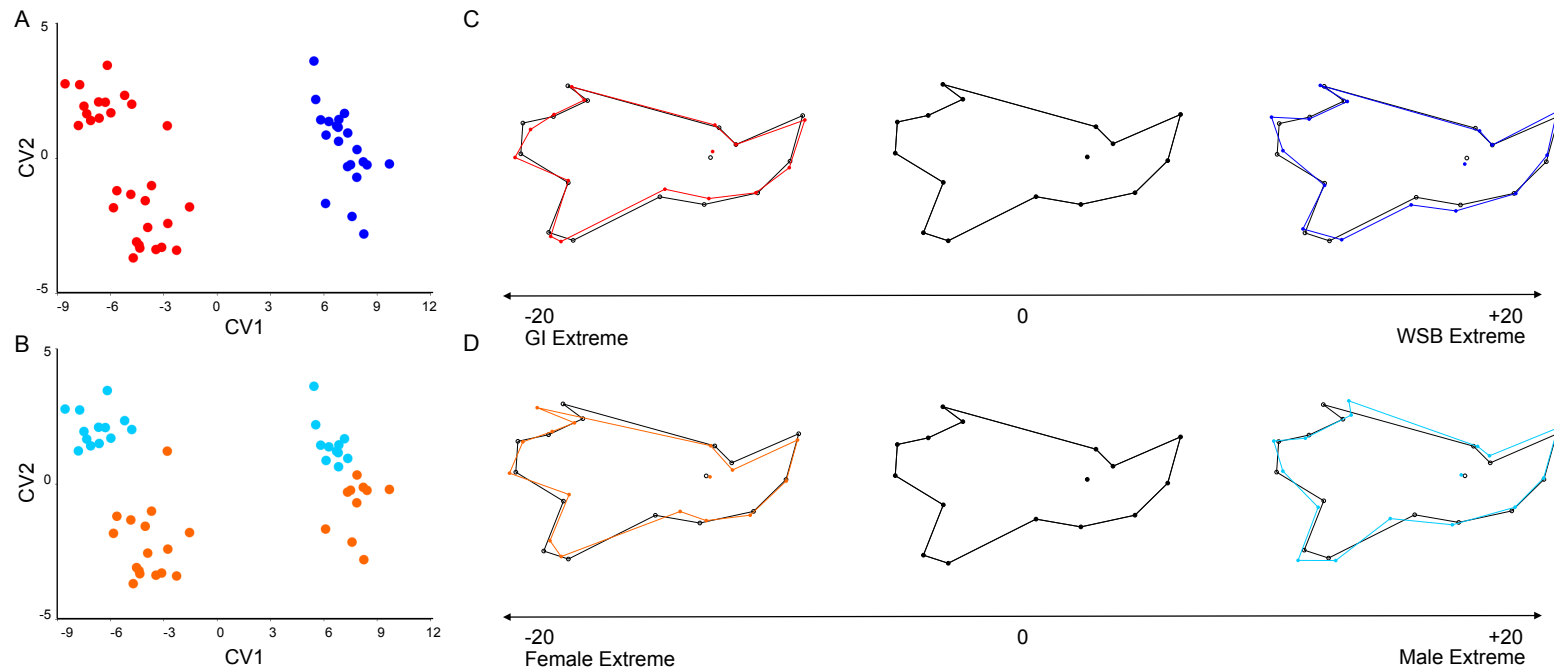 A
5
0
-5
CV2
-9 -6 -3 0 3 6 9 12
CV1
B
5
0
-5
CV2
-9 -6 -3 0 3 6 9 12
CV1
C
-20 0 +20
GI Extreme WSB Extreme
D
-20 0 +20
Female Extreme Male Extreme